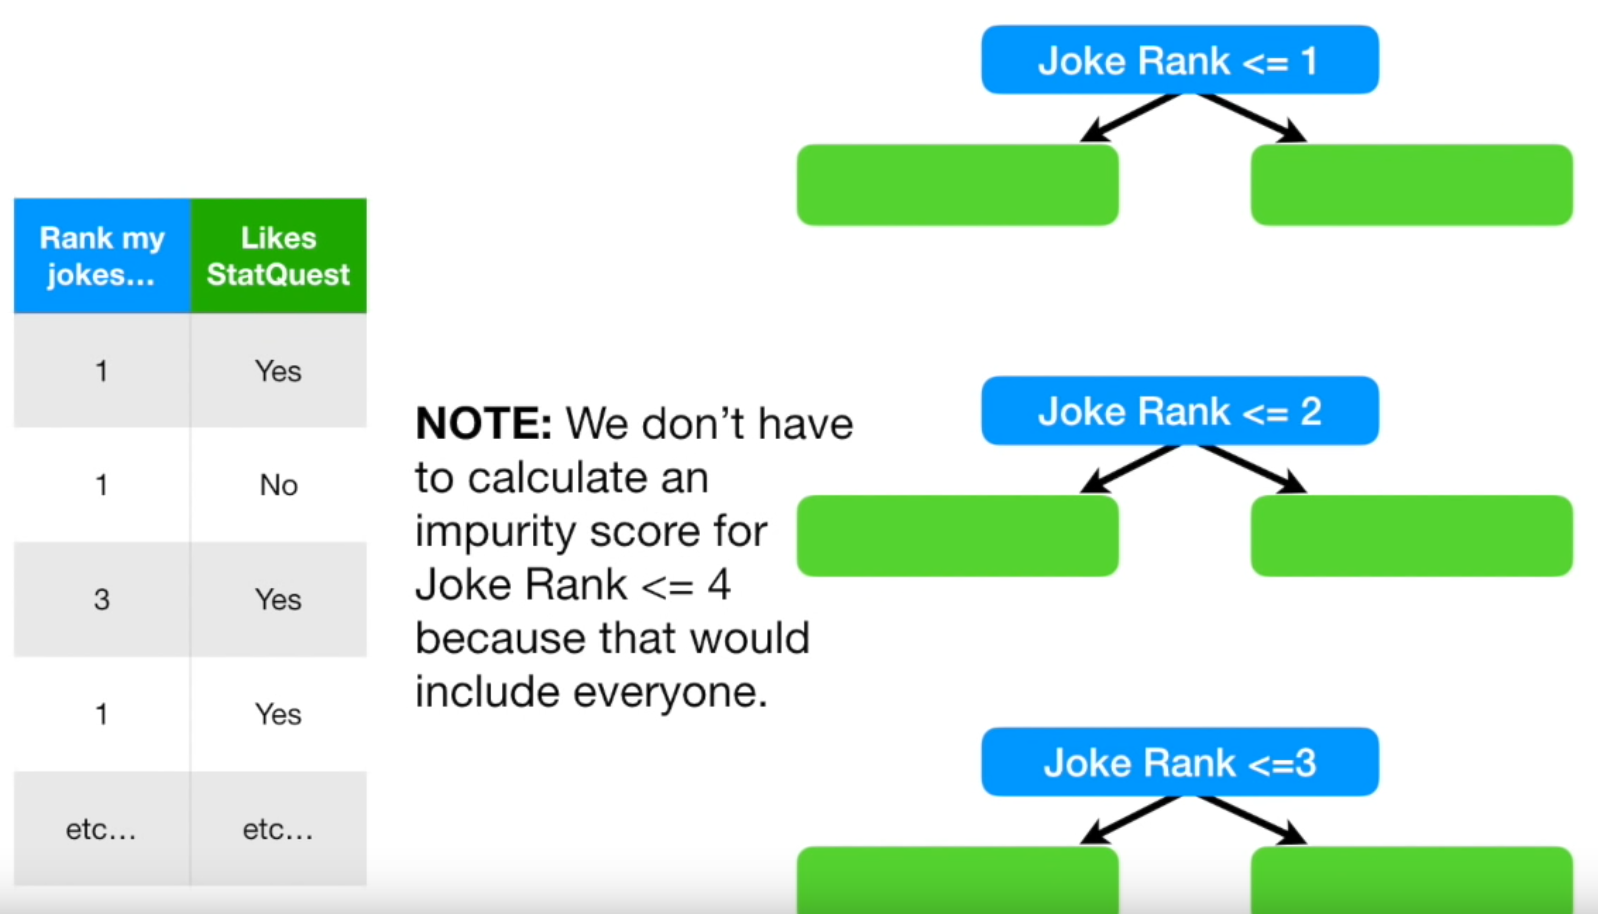 Joke Rank <= 1
Rank my
jokes...
Likes
StatQuest
1
Yes
1
No
3
Yes
1
Yes
etc...
etc...
NOTE: We don't have
to calculate an
impurity score for
Joke Rank <= 4
because that would
include everyone.
Joke Rank <= 2
Joke Rank <=3